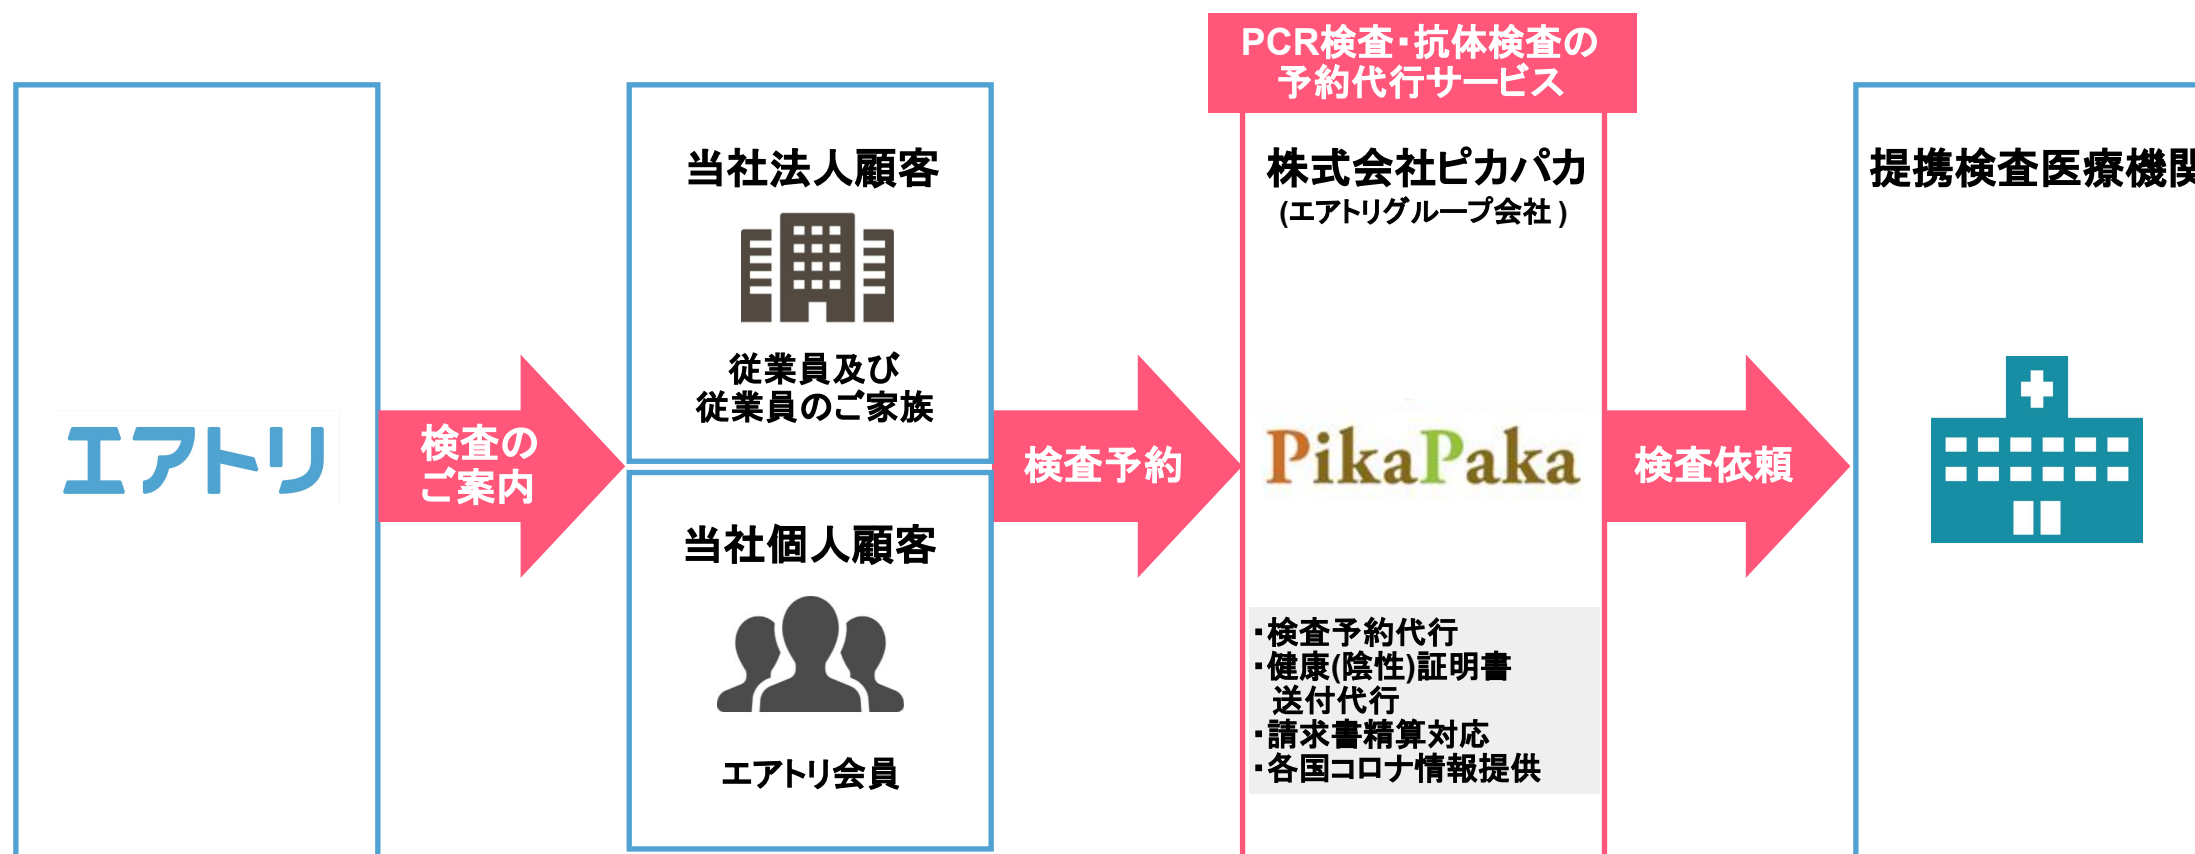 エアトリ
検査の
ご案内
当社法人顧客
従業員及び
従業員のご家族
当社個人顧客
エアトリ会員
検査予約
PCR検査・抗体検査の
予約代行サービス
株式会社ピカパカ
(エアトリグループ会社)
PikaPaka
・検査予約代行
・健康(陰性)証明書
送付代行
・請求書精算対応
・各国コロナ情報提供
検査依頼
提携検査医療機関